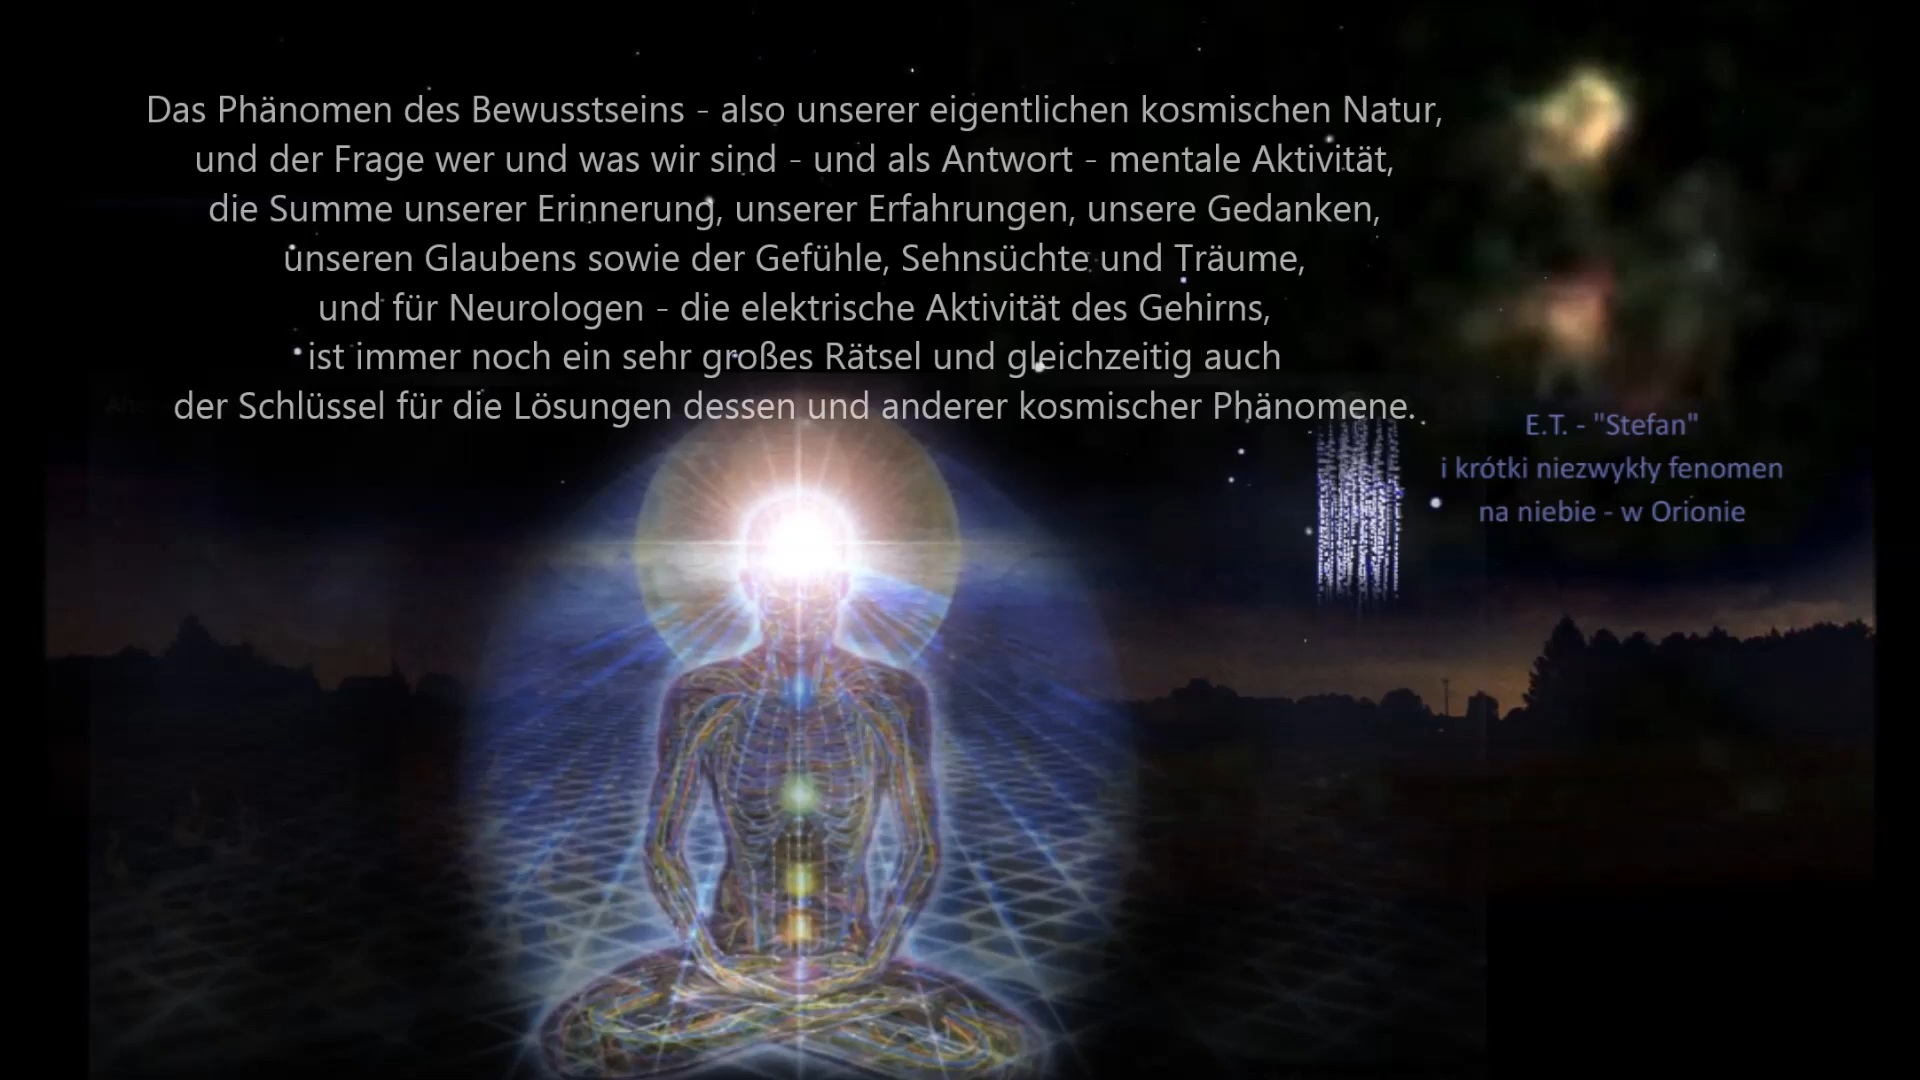 Das Phänomen des Bewusstseins - also unserer eigentlichen kosmischen Natur,
und der Frage wer und was wir sind - und als Antwort - mentale Aktivität,
die Summe unserer Erinnerung, unserer Erfahrungen, unsere Gedanken,
unseren Glaubens sowie der Gefühle, Sehnsüchte und Träume,
und für Neurologen - die elektrische Aktivität des Gehirns,
ist immer noch ein sehr großes Rätsel und gleichzeitig auch
der Schlüssel für die Lösungen dessen und anderer kosmischer Phänomene.
E.T. - "Stefan"
i krótki niezwykły fenomen
na niebie - w Orionie